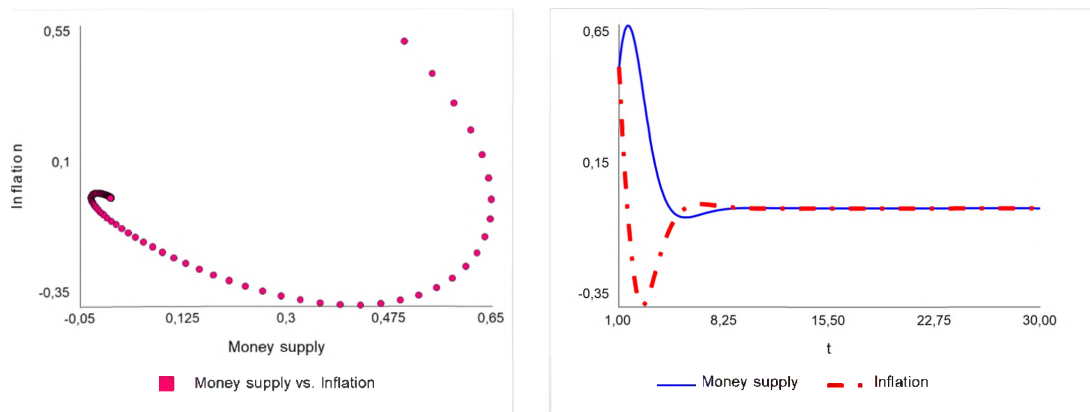 0,55
0,1
-0,35
Inflation
-0,05 0,125 0,3 0,475 0,65
Money supply
Money supply vs. Inflation
0,65
0,15
-0,35
1,00 8,25 15,50 22,75 30,00
t
Money supply Inflation